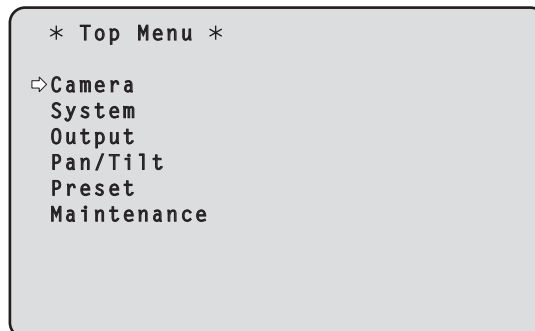 * Top Menu *
⇨Camera
System
Output
Pan/Tilt
Preset
Maintenance